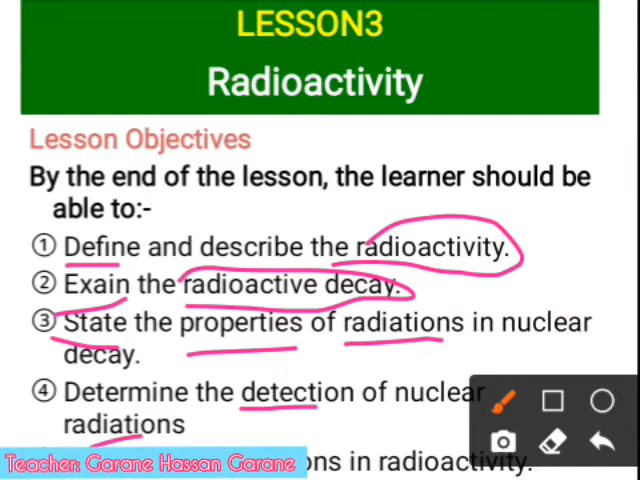 LESSON3
Radioactivity
Lesson Objectives
By the end of the lesson, the learner should be
able to:-
① Define and describe the radioactivity.
② Exain the radioactive decay.
③ State the properties of radiations in nuclear
decay.
④ Determine the detection of nuclear
radiations
ons in radioactivity.
Teacher: Garane Hassan Garane